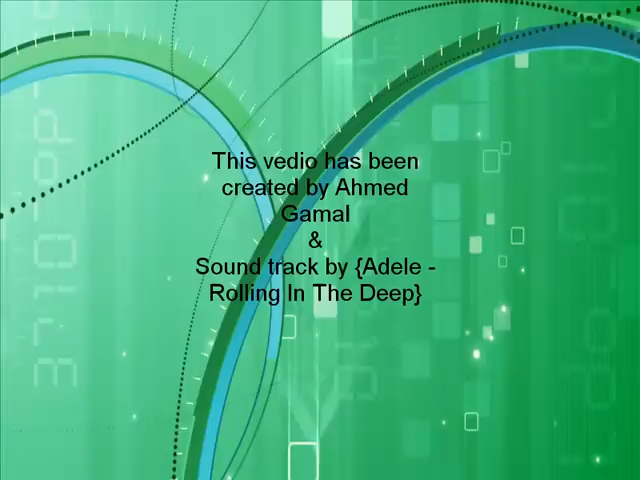 This vedio has been
created by Ahmed
Gamal
&
Sound track by {Adele -
Rolling In The Deep}